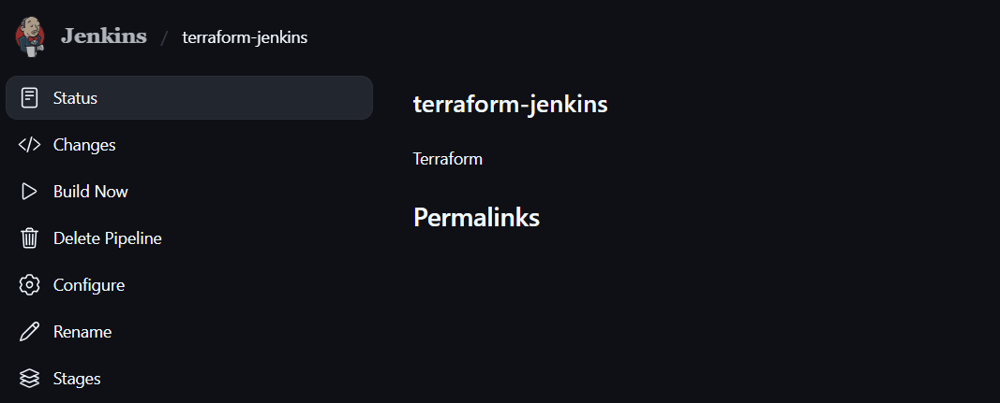 Jenkins / terraform-jenkins
Status
Changes
Build Now
Delete Pipeline
Configure
Rename
Stages
terraform-jenkins
Terraform
Permalinks